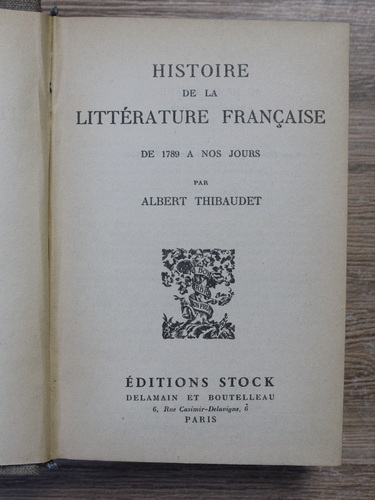 HISTOIRE
DE LA
LITTÉRATURE FRANÇAISE
DE 1789 A NOS JOURS
PAR
ALBERT THIBAUDET
ÉDITIONS STOCK
DELAMAIN ET BOUTELLEAU
6, Rue Casimir-Delavigne, 6
PARIS